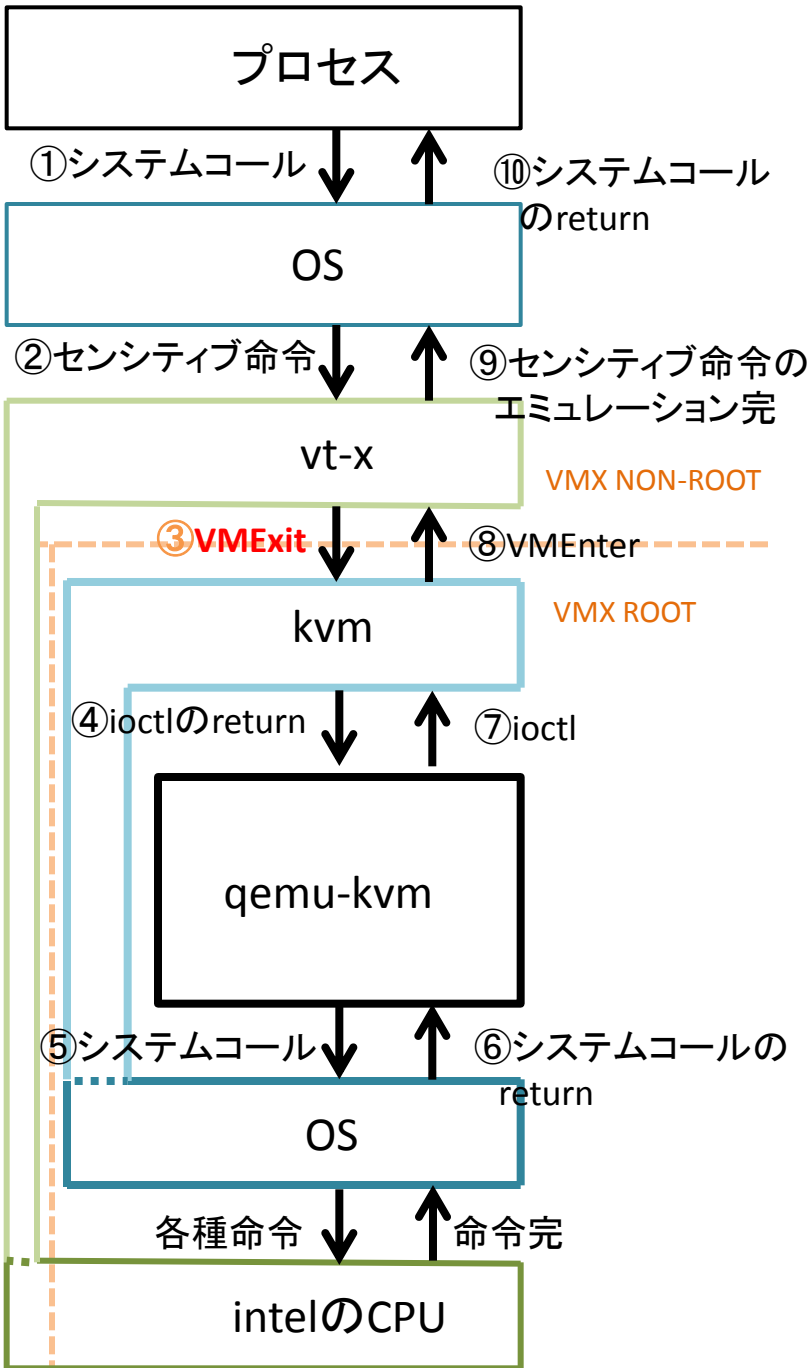 プロセス
①システムコール
⑩システムコール
のreturn
OS
②センシティブ命令
⑨センシティブ命令の
エミュレーション完
vt-x
VMX NON-ROOT
③VMExit
⑧VMEnter
kvm
VMX ROOT
④ioctlのreturn
⑦ioctl
qemu-kvm
⑤システムコール
⑥システムコールの
return
OS
各種命令
命令完
intelのCPU